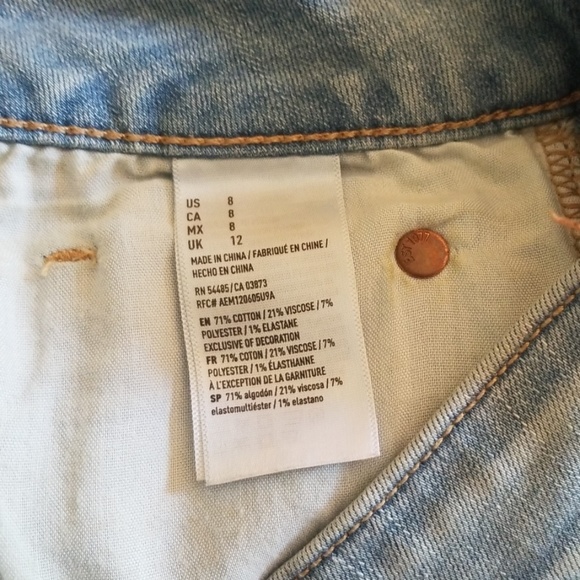 US 8
CA 8
MX 8
UK 12
MADE IN CHINA / FABRIQUÉ EN CHINE /
HECHO EN CHINA
RN 54485/CA 03873
RFC# AEM120605U9A
EN 71% COTTON / 21% VISCOSE / 7%
POLYESTER / 1% ELASTANE
EXCLUSIVE OF DECORATION
FR 71% COTON / 21% VISCOSE / 7%
POLYESTER / 1% ÉLASTHANNE
À L'EXCEPTION DE LA GARNITURE
SP 71% algodón / 21% viscosa / 7%
elastomultiéster / 1% elastano